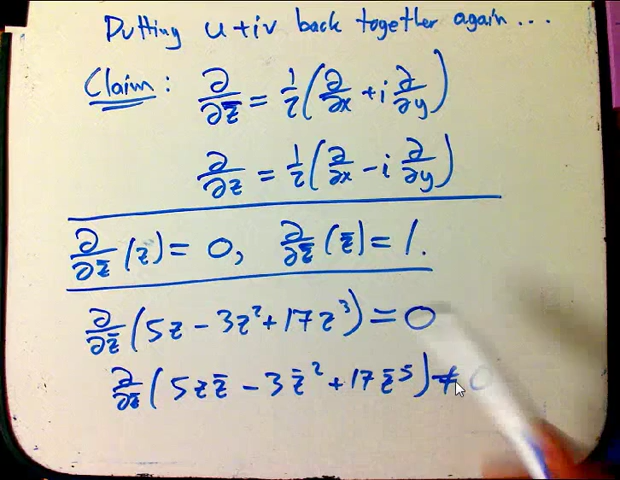 Putting u+iv back together again...
Claim: ∂/∂z̄ = 1/2(∂/∂x + i ∂/∂y)
∂/∂z = 1/2(∂/∂x − i ∂/∂y)
∂/∂z̄ (z) = 0, ∂/∂z̄ (z̄) = 1.
∂/∂z̄ (5z − 3z² + 17z³) = 0
∂/∂z̄ (5zz̄ − 3z̄² + 17z̄⁵) ≠ 0